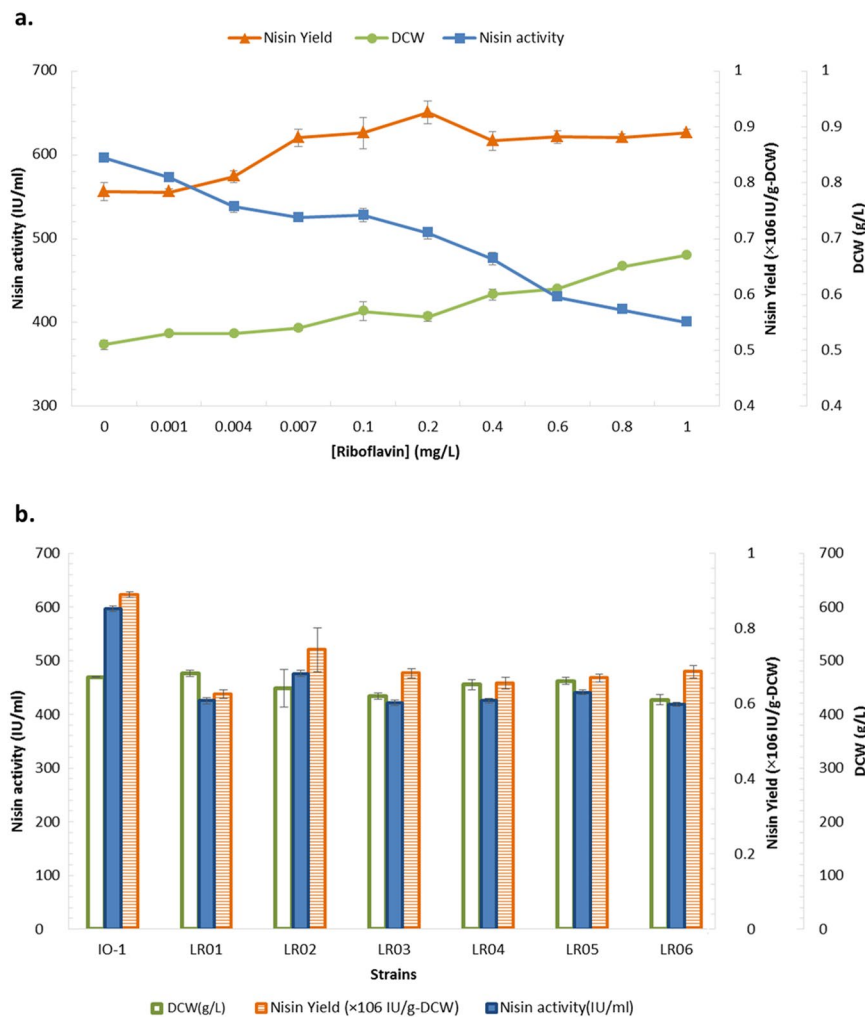 a.
Nisin Yield DCW Nisin activity
700 1 1
600 0.9 0.9
0.8 0.8
500 0.7 0.7
400 0.6 0.6
0.5 0.5
300 0.4 0.4
Nisin activity (IU/ml)
Nisin Yield (×106 IU/g-DCW)
DCW (g/L)
0 0.001 0.004 0.007 0.1 0.2 0.4 0.6 0.8 1
[Riboflavin] (mg/L)
b.
700 1 700
600 0.8 600
500 500
400 0.6 400
300 0.4 300
200 0.2 200
100 100
0 0 0
Nisin activity (IU/ml)
Nisin Yield (×106 IU/g-DCW)
DCW (g/L)
IO-1 LR01 LR02 LR03 LR04 LR05 LR06
Strains
DCW(g/L) Nisin Yield (×106 IU/g-DCW) Nisin activity(IU/ml)